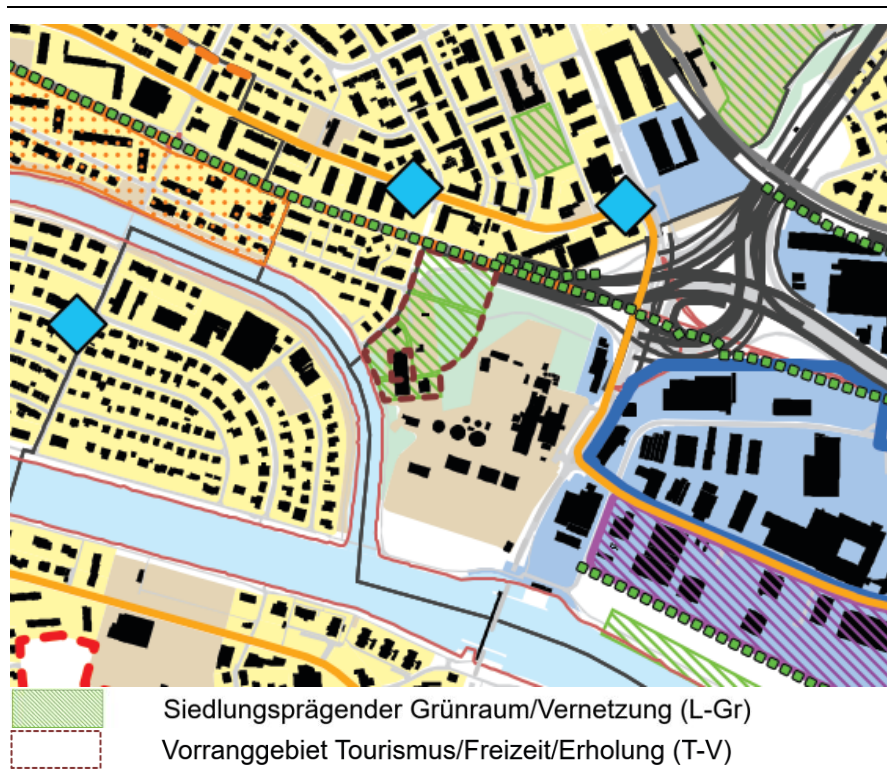 Siedlungsprägender Grünraum/Vernetzung (L-Gr)
Vorranggebiet Tourismus/Freizeit/Erholung (T-V)